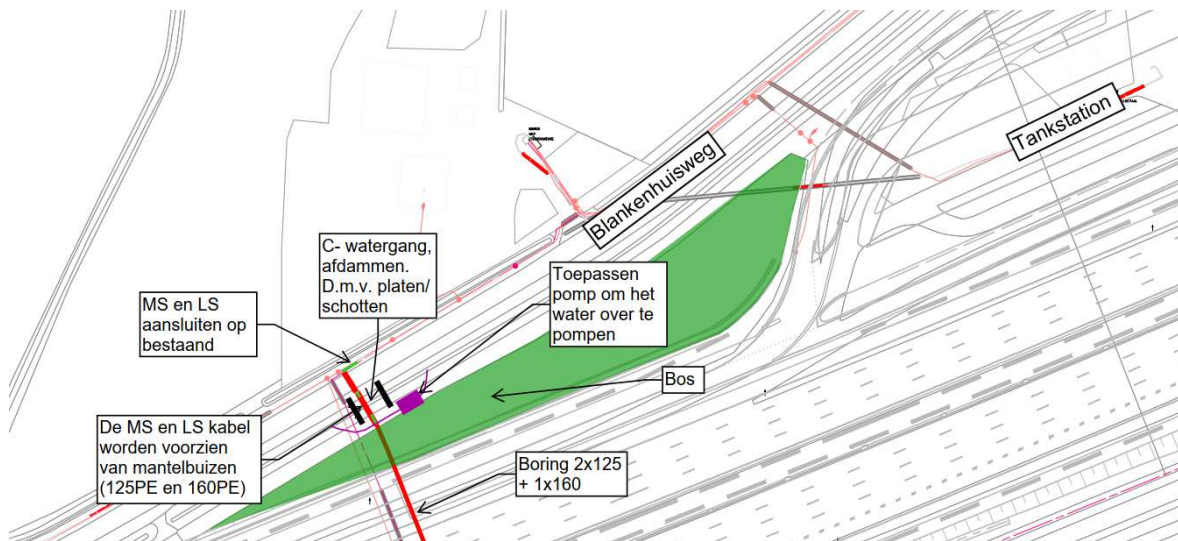 Blankenhuisweg
Tankstation
C- watergang,
afdammen.
D.m.v. platen/
schotten
Toepassen
pomp om het
water over te
pompen
MS en LS
aansluiten op
bestaand
Bos
De MS en LS kabel
worden voorzien
van mantelbuizen
(125PE en 160PE)
Boring 2x125
+ 1x160